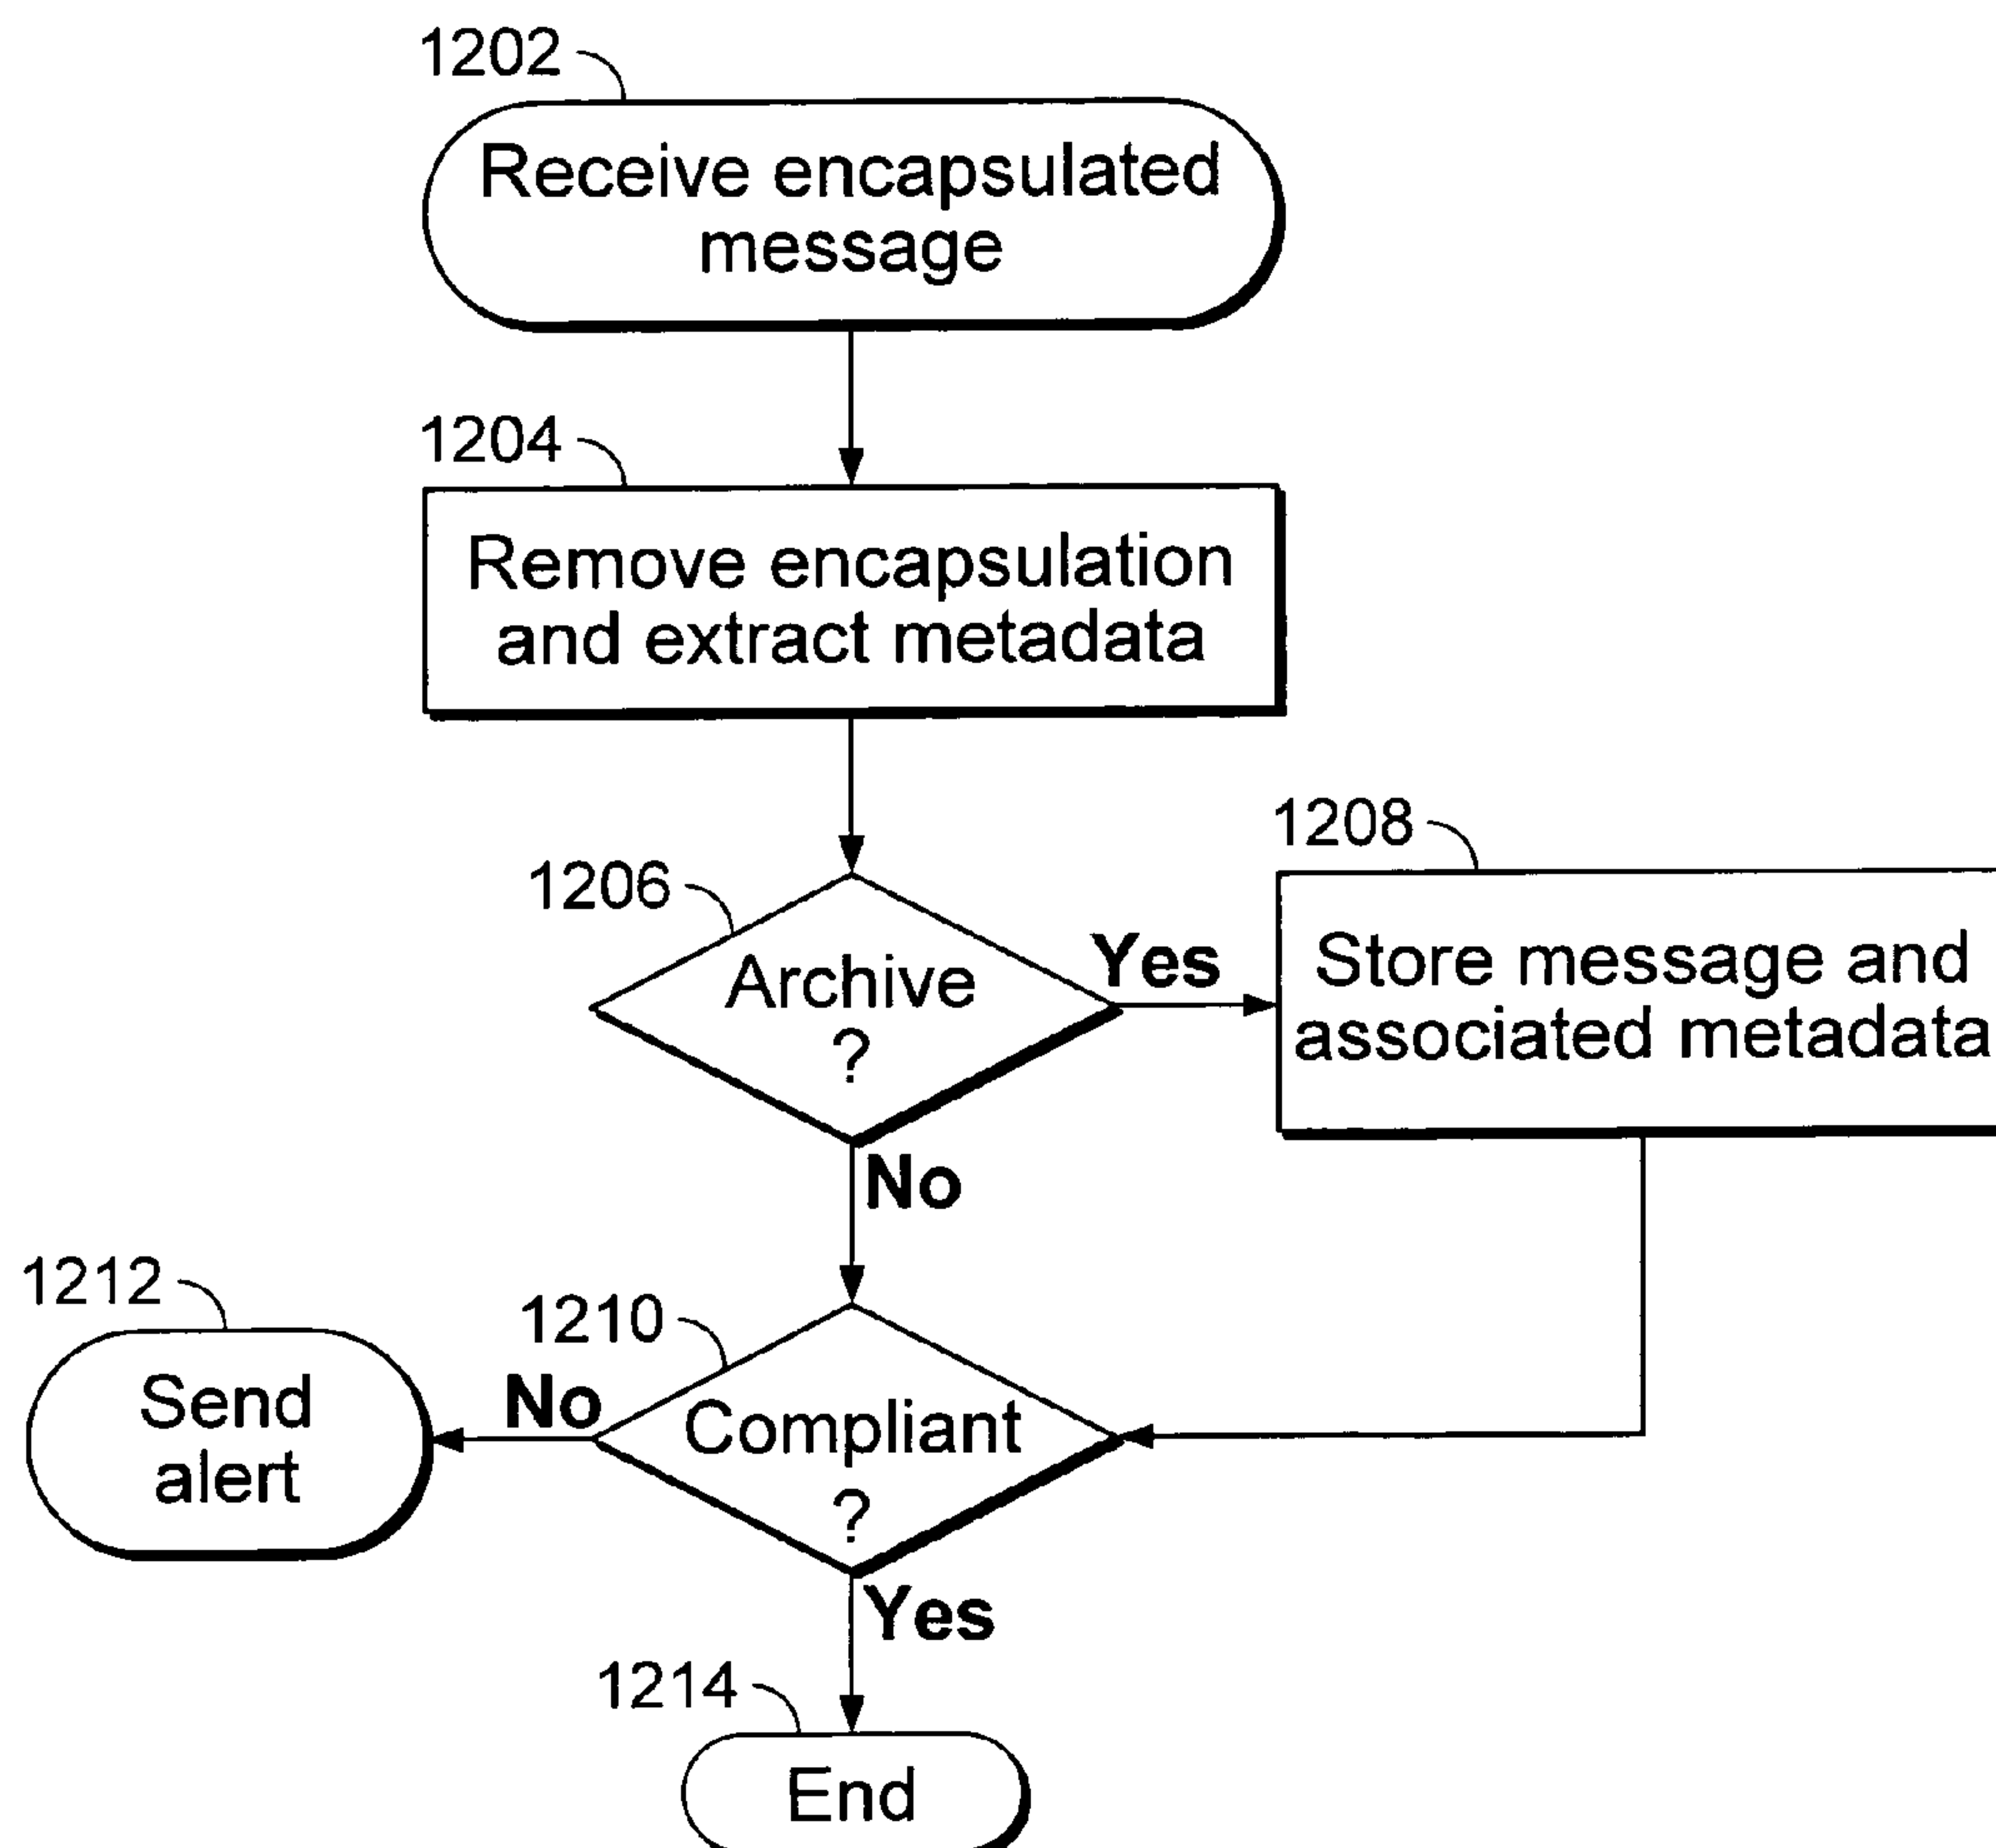 1202
Receive encapsulated
message
1204
Remove encapsulation
and extract metadata
1206
Archive
?
Yes
1208
Store message and
associated metadata
No
1212
Send
alert
No
1210
Compliant
?
Yes
1214
End